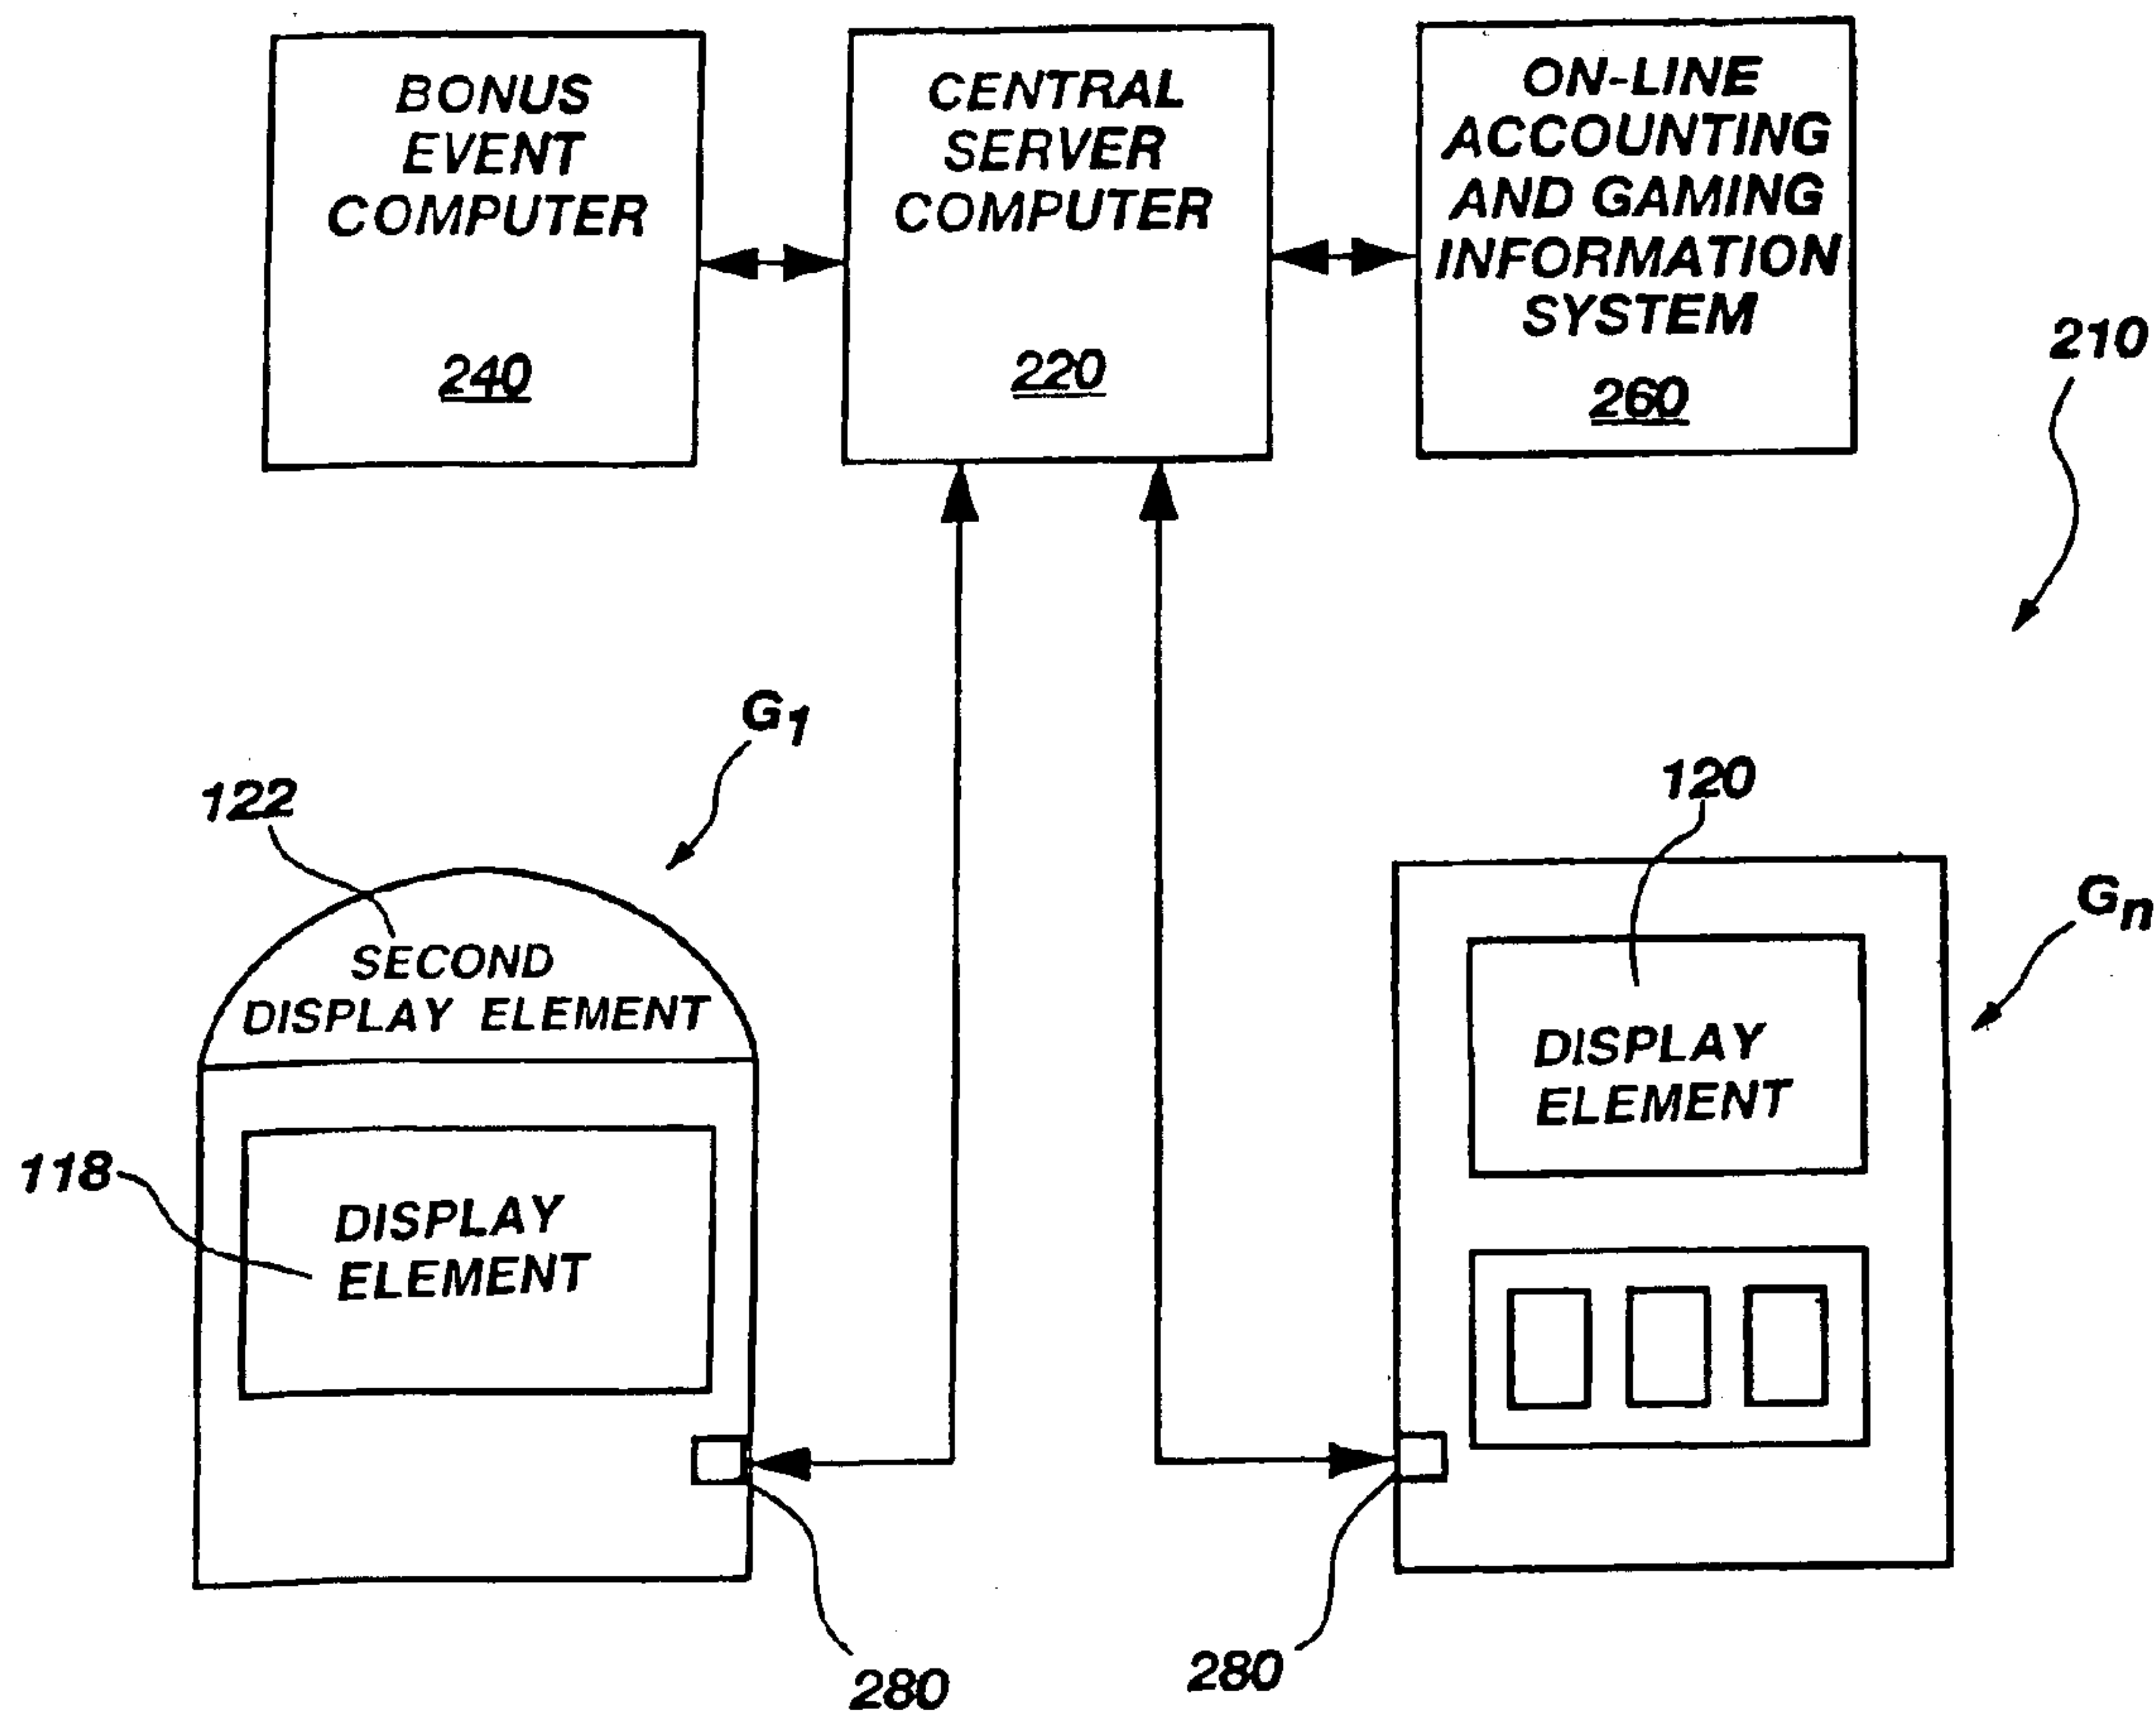 BONUS
EVENT
COMPUTER
240
CENTRAL
SERVER
COMPUTER
220
ON-LINE
ACCOUNTING
AND GAMING
INFORMATION
SYSTEM
260
210
G1
122
SECOND
DISPLAY ELEMENT
118
DISPLAY
ELEMENT
280
120
Gn
DISPLAY
ELEMENT
280